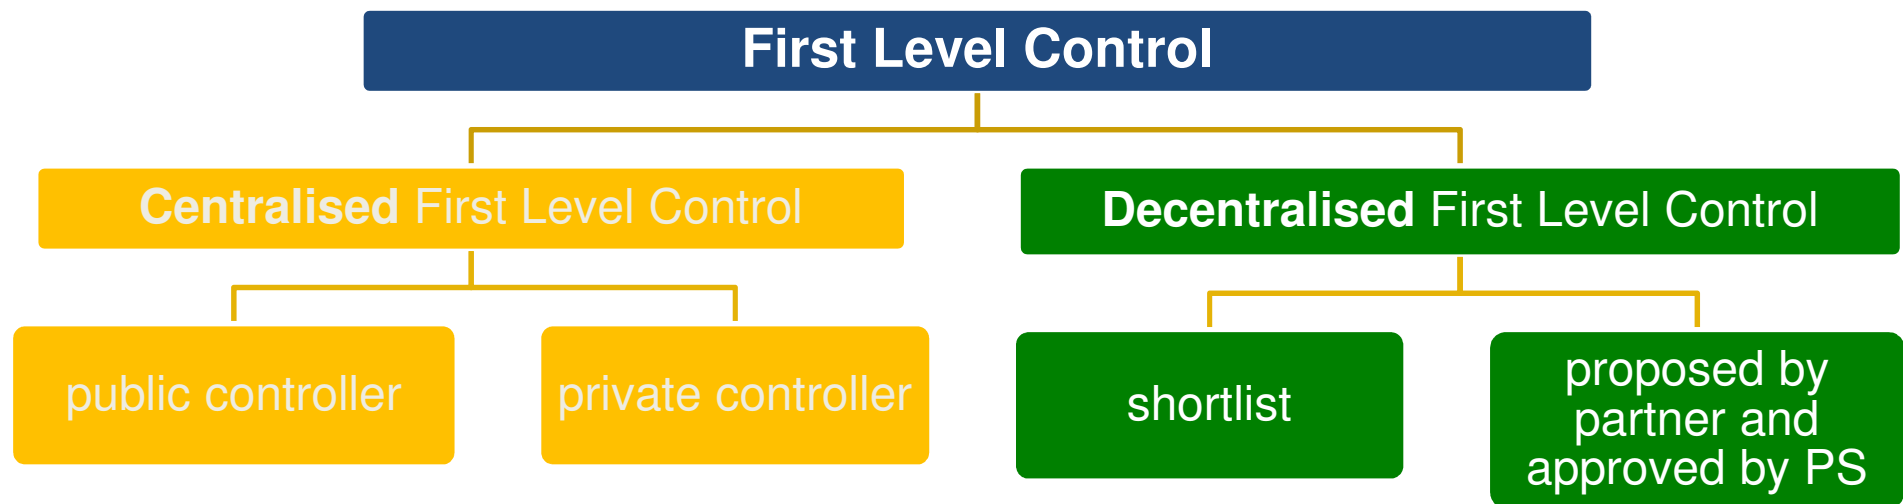 First Level Control
Centralised First Level Control
Decentralised First Level Control
public controller
private controller
shortlist
proposed by
partner and
approved by PS